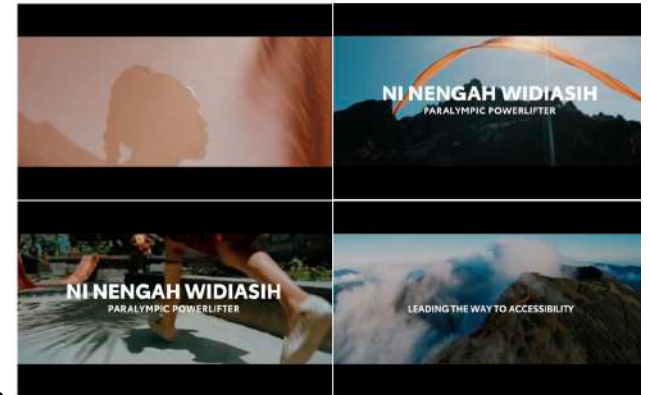 NI NENGAH WIDIASIH
PARALYMPIC POWERLIFTER
NI NENGAH WIDIASIH
PARALYMPIC POWERLIFTER
LEADING THE WAY TO ACCESSIBILITY